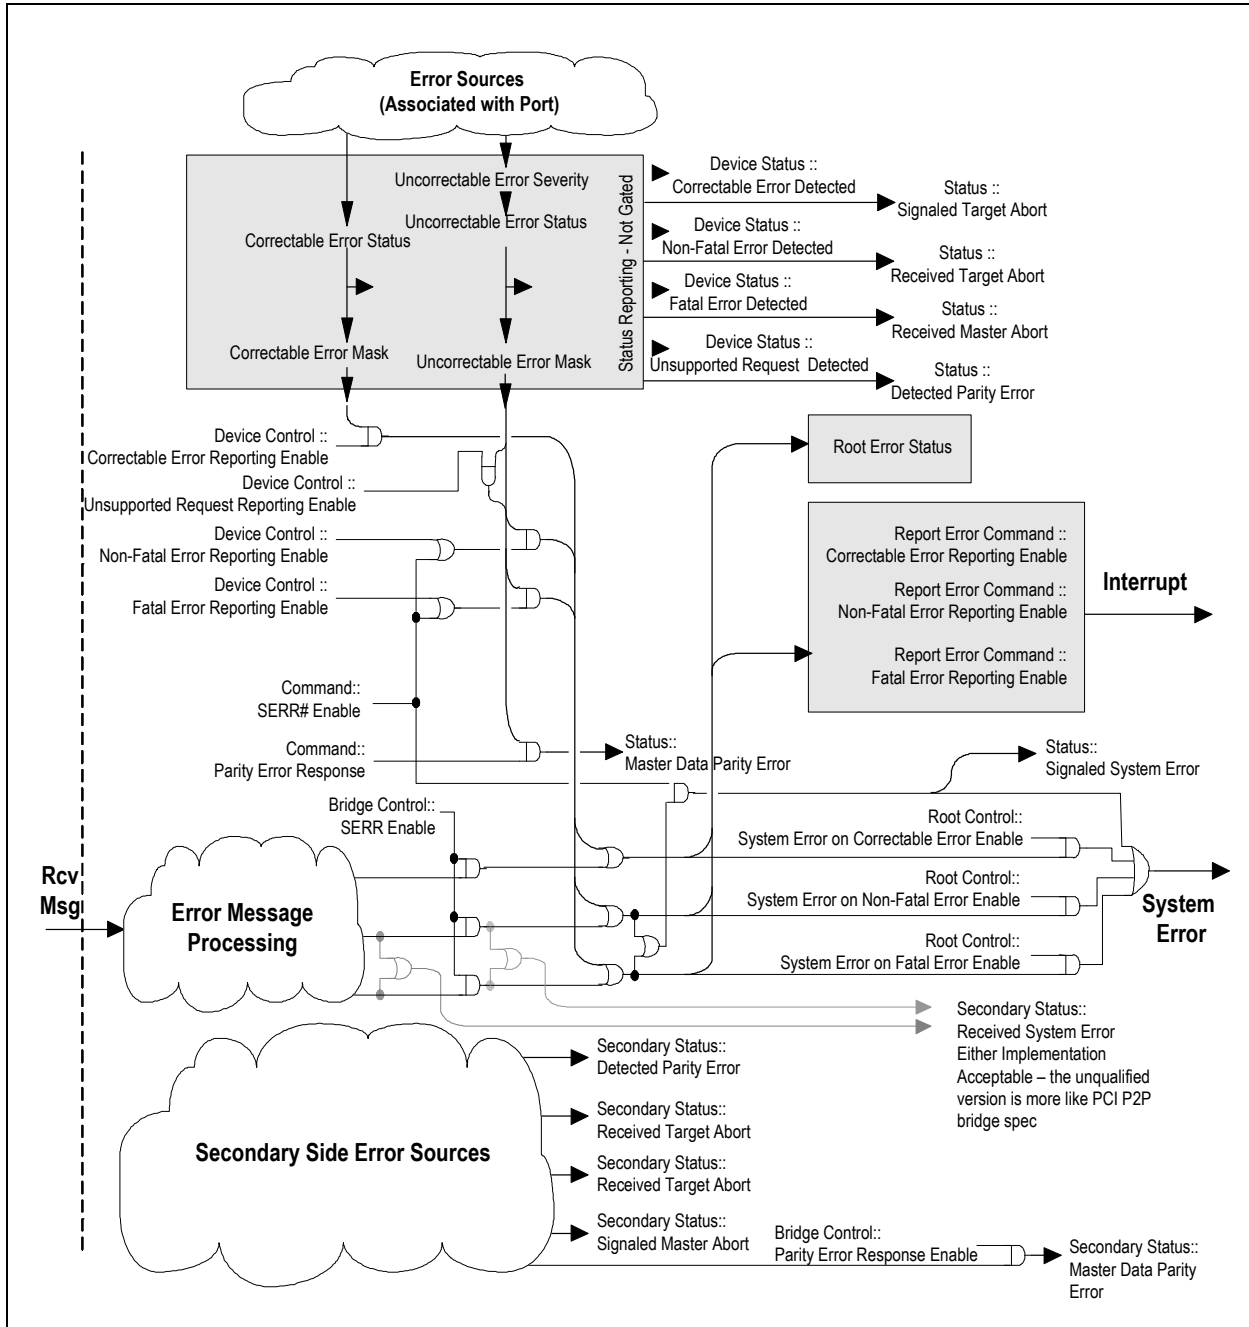 Error Sources
(Associated with Port)
Uncorrectable Error Severity
Uncorrectable Error Status
Correctable Error Status
Correctable Error Mask
Uncorrectable Error Mask
Status Reporting - Not Gated
Device Status ::
Correctable Error Detected
Status ::
Signaled Target Abort
Device Status ::
Non-Fatal Error Detected
Status ::
Received Target Abort
Device Status ::
Fatal Error Detected
Status ::
Received Master Abort
Device Status ::
Unsupported Request Detected
Status ::
Detected Parity Error
Device Control ::
Correctable Error Reporting Enable
Device Control ::
Unsupported Request Reporting Enable
Device Control ::
Non-Fatal Error Reporting Enable
Device Control ::
Fatal Error Reporting Enable
Root Error Status
Report Error Command ::
Correctable Error Reporting Enable
Report Error Command ::
Non-Fatal Error Reporting Enable
Report Error Command ::
Fatal Error Reporting Enable
Interrupt
Command::
SERR# Enable
Command::
Parity Error Response
Status::
Master Data Parity Error
Status::
Signaled System Error
Bridge Control::
SERR Enable
Root Control::
System Error on Correctable Error Enable
Root Control::
System Error on Non-Fatal Error Enable
Root Control::
System Error on Fatal Error Enable
System
Error
Rcv
Msg
Error Message
Processing
Secondary Status::
Received System Error
Either Implementation
Acceptable – the unqualified
version is more like PCI P2P
bridge spec
Secondary Side Error Sources
Secondary Status::
Detected Parity Error
Secondary Status::
Received Target Abort
Secondary Status::
Received Target Abort
Secondary Status::
Signaled Master Abort
Bridge Control::
Parity Error Response Enable
Secondary Status::
Master Data Parity
Error